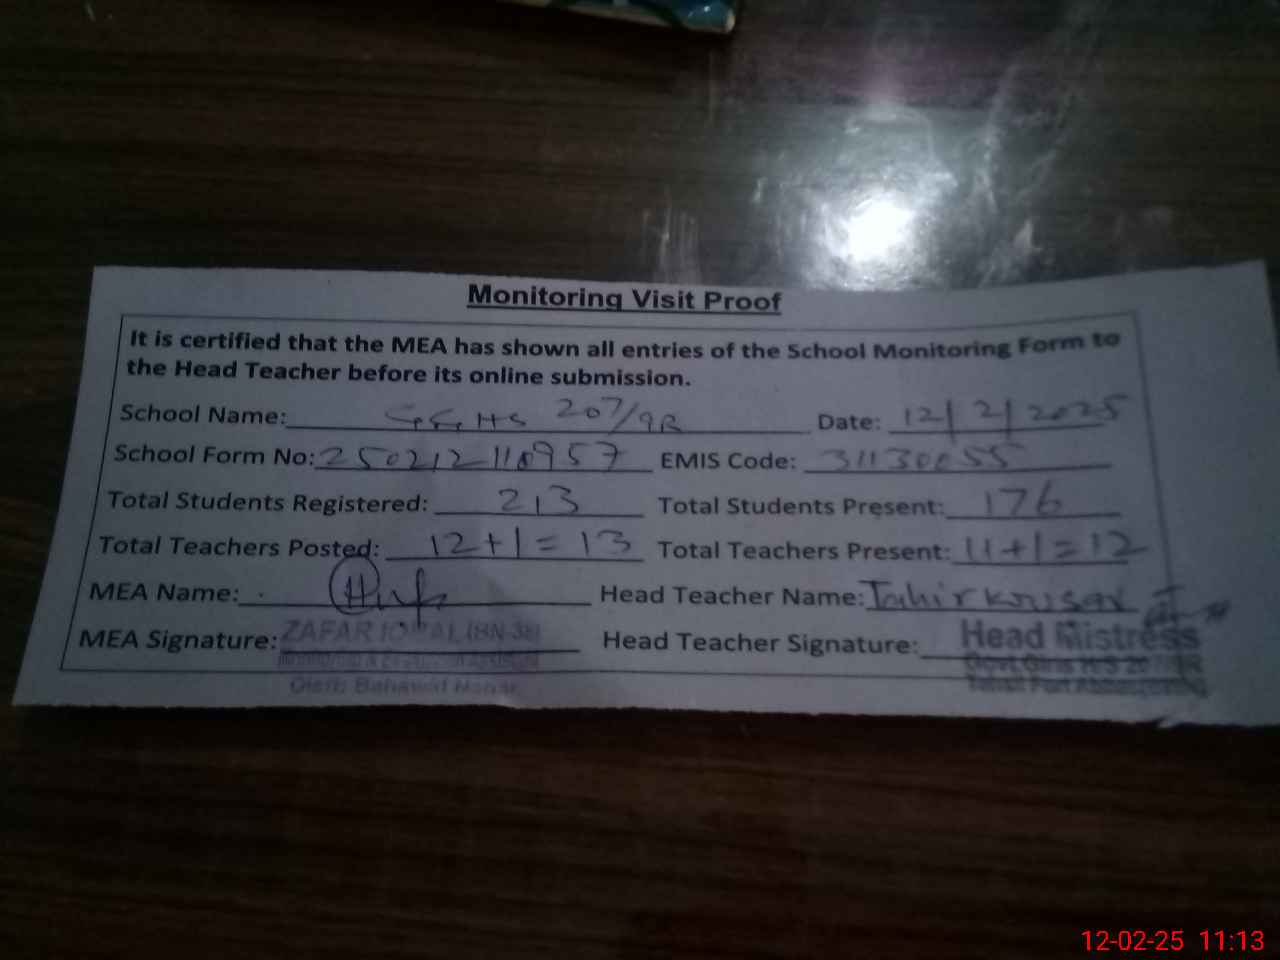 Monitoring Visit Proof
It is certified that the MEA has shown all entries of the School Monitoring Form to
the Head Teacher before its online submission.
School Name: GGHS 207/9R Date: 12/2/2025
School Form No: 250212110957 EMIS Code: 31130055
Total Students Registered: 213 Total Students Present: 176
Total Teachers Posted: 12+1=13 Total Teachers Present: 11+1=12
MEA Name: Head Teacher Name: Tahir kousar
MEA Signature: ZAFAR IQBAL Head Teacher Signature: Head Mistress
Distt: Bahawal Nagar
12-02-25 11:13